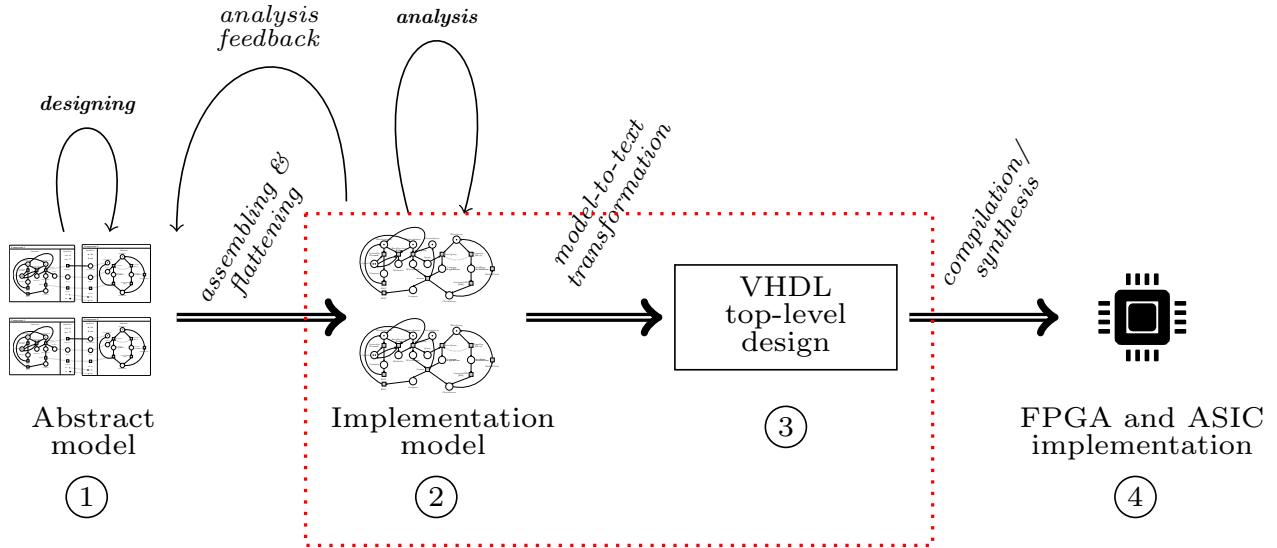 analysis
feedback
analysis
designing
assembling &
flattening
model-to-text
transformation
compilation/
synthesis
VHDL
top-level
design
Abstract
model
1
Implementation
model
2
3
FPGA and ASIC
implementation
4